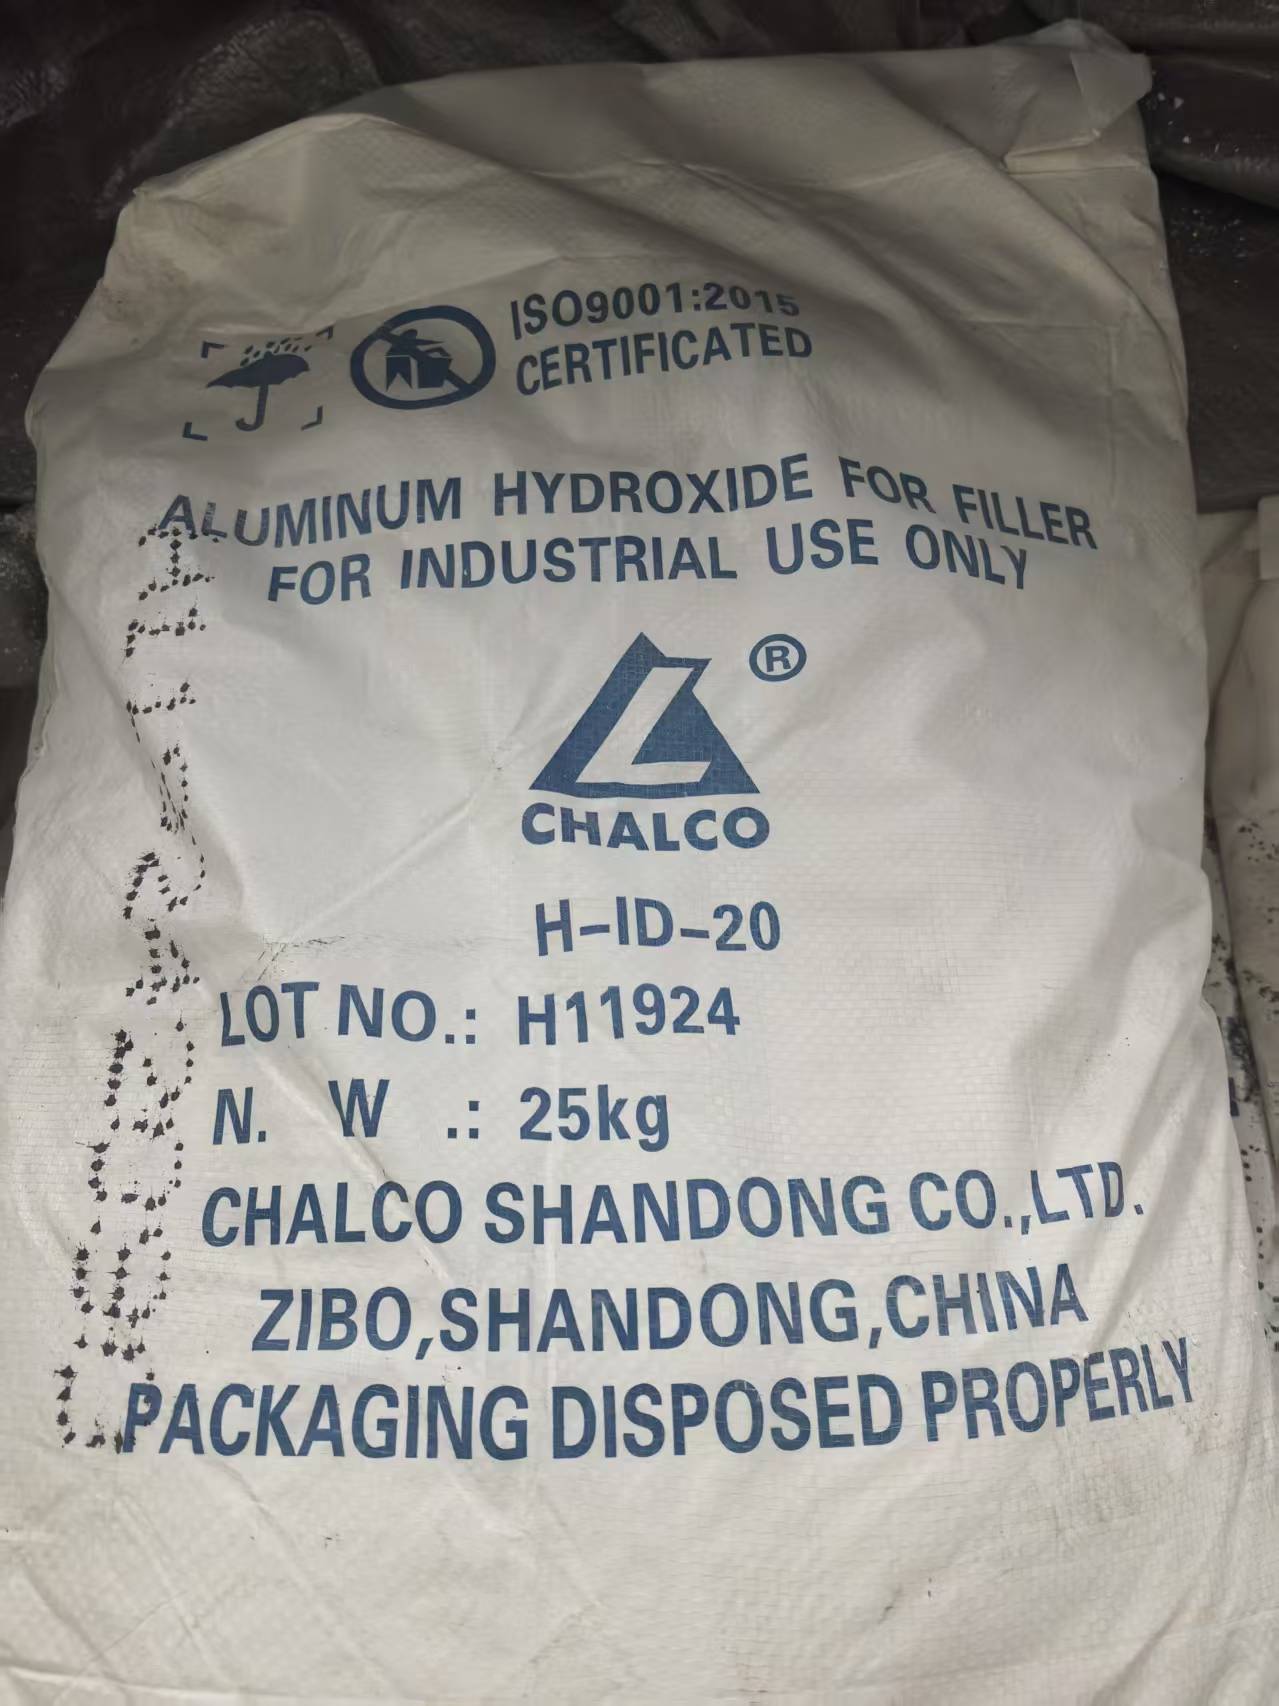 ISO9001:2015
CERTIFICATED
ALUMINUM HYDROXIDE FOR FILLER
FOR INDUSTRIAL USE ONLY
®
CHALCO
H-ID-20
LOT NO.: H11924
N. W .: 25kg
CHALCO SHANDONG CO.,LTD.
ZIBO,SHANDONG,CHINA
PACKAGING DISPOSED PROPERLY